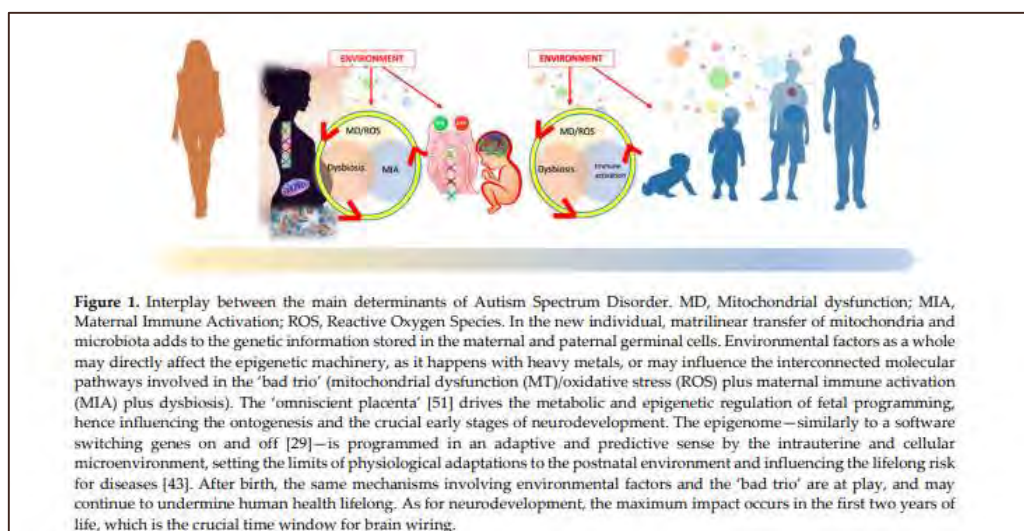 ENVIRONMENT
ENVIRONMENT
MD/ROS
Dysbiosis
MIA
MD/ROS
Dysbiosis
Immune
activation
Figure 1. Interplay between the main determinants of Autism Spectrum Disorder. MD, Mitochondrial dysfunction; MIA,
Maternal Immune Activation; ROS, Reactive Oxygen Species. In the new individual, matrilinear transfer of mitochondria and
microbiota adds to the genetic information stored in the maternal and paternal germinal cells. Environmental factors as a whole
may directly affect the epigenetic machinery, as it happens with heavy metals, or may influence the interconnected molecular
pathways involved in the ‘bad trio’ (mitochondrial dysfunction (MT)/oxidative stress (ROS) plus maternal immune activation
(MIA) plus dysbiosis). The ‘omniscient placenta’ [51] drives the metabolic and epigenetic regulation of fetal programming,
hence influencing the ontogenesis and the crucial early stages of neurodevelopment. The epigenome—similarly to a software
switching genes on and off [29]—is programmed in an adaptive and predictive sense by the intrauterine and cellular
microenvironment, setting the limits of physiological adaptations to the postnatal environment and influencing the lifelong risk
for diseases [43]. After birth, the same mechanisms involving environmental factors and the ‘bad trio’ are at play, and may
continue to undermine human health lifelong. As for neurodevelopment, the maximum impact occurs in the first two years of
life, which is the crucial time window for brain wiring.